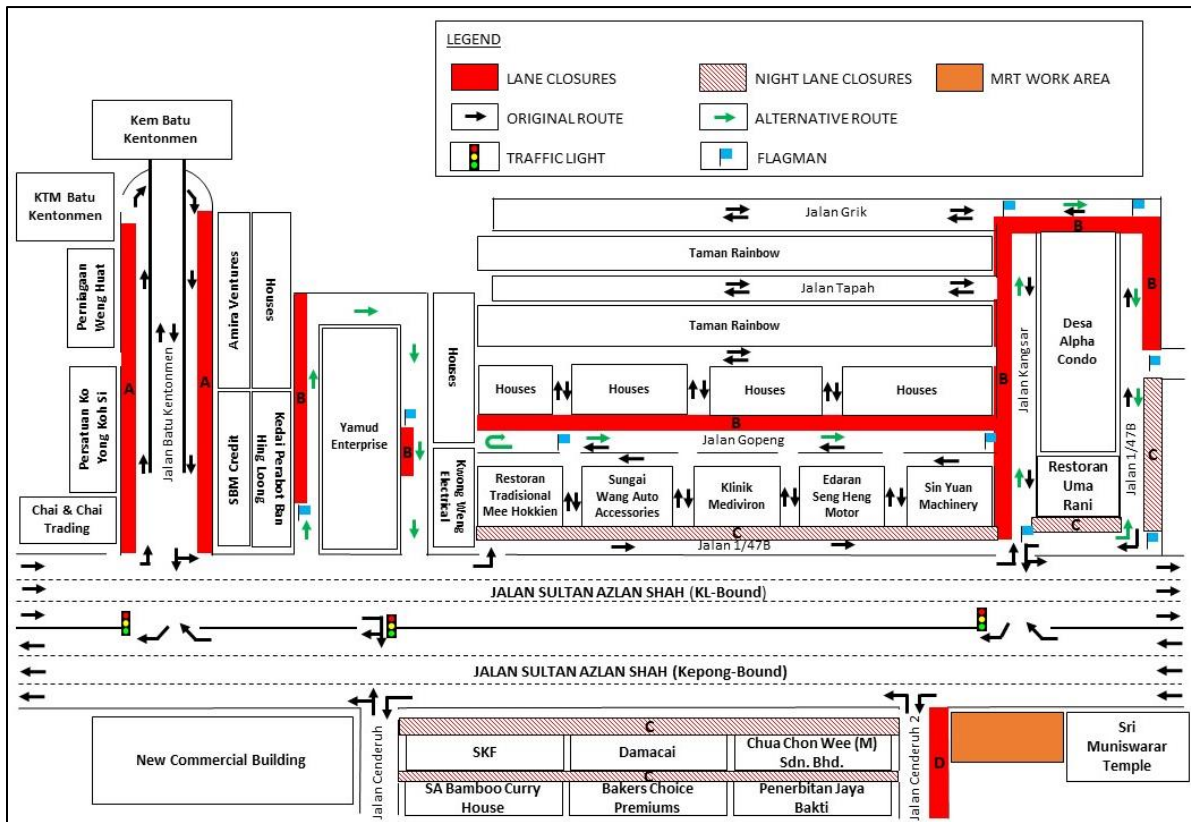 LEGEND
LANE CLOSURES
NIGHT LANE CLOSURES
MRT WORK AREA
ORIGINAL ROUTE
ALTERNATIVE ROUTE
TRAFFIC LIGHT
FLAGMAN
Kem Batu
Kentonmen
KTM Batu
Kentonmen
Perniagaan
Weng Huat
Persatuan Ko
Yong Koh Si
Chai & Chai
Trading
A
Jalan Batu Kentonmen
A
Amira Ventures
Houses
SBM Credit
Kedai Perabot Ban
Hing Loong
B
Yamud
Enterprise
B
Houses
Kwong Weng
Electrical
Jalan Grik
Taman Rainbow
Jalan Tapah
Taman Rainbow
Houses
Houses
Houses
Houses
B
Jalan Gopeng
Restoran
Tradisional
Mee Hokkien
Sungai
Wang Auto
Accessories
Klinik
Mediviron
Edaran
Seng Heng
Motor
Sin Yuan
Machinery
C
Jalan 1/47B
B
Jalan Kangsar
B
Desa
Alpha
Condo
Restoran
Uma
Rani
C
B
Jalan 1/47B
C
JALAN SULTAN AZLAN SHAH (KL-Bound)
JALAN SULTAN AZLAN SHAH (Kepong-Bound)
New Commercial Building
Jalan Cenderuh
C
SKF
Damacai
Chua Chon Wee (M)
Sdn. Bhd.
C
SA Bamboo Curry
House
Bakers Choice
Premiums
Penerbitan Jaya
Bakti
Jalan Cenderuh 2
D
Sri
Muniswarar
Temple